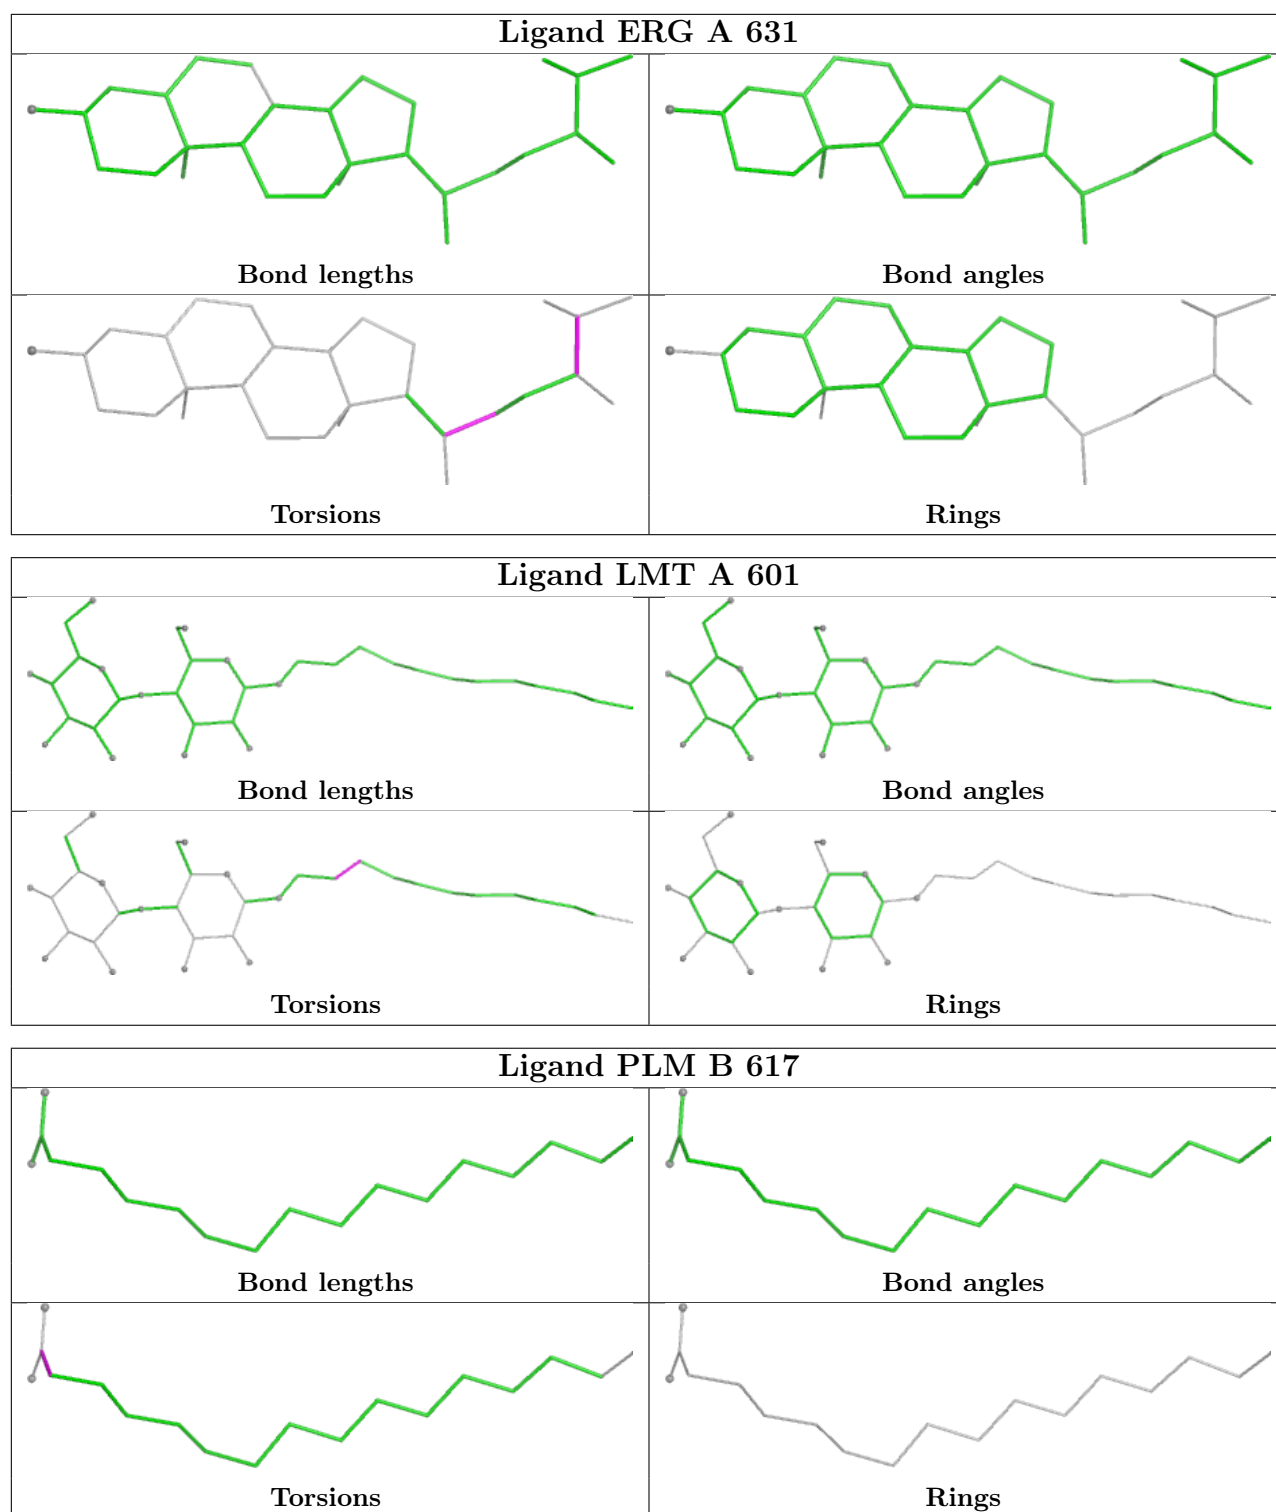 Ligand ERG A 631
Bond lengths
Bond angles
Torsions
Rings
Ligand LMT A 601
Bond lengths
Bond angles
Torsions
Rings
Ligand PLM B 617
Bond lengths
Bond angles
Torsions
Rings